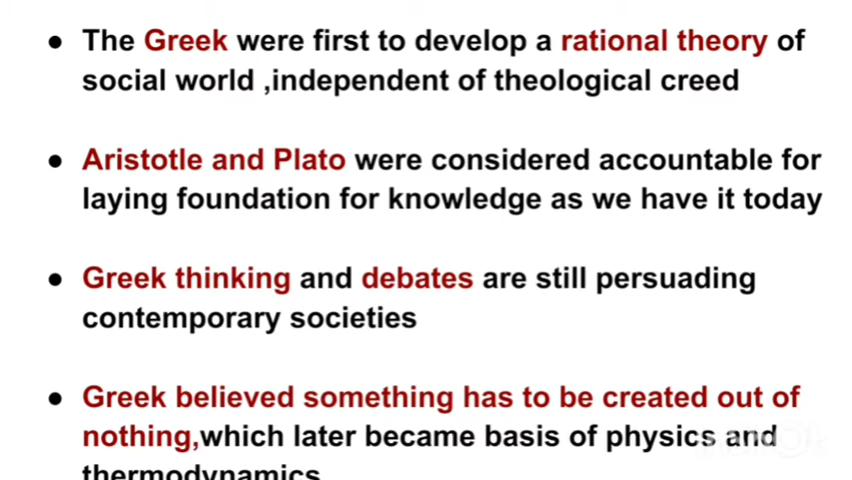 ● The Greek were first to develop a rational theory of
social world ,independent of theological creed
● Aristotle and Plato were considered accountable for
laying foundation for knowledge as we have it today
● Greek thinking and debates are still persuading
contemporary societies
● Greek believed something has to be created out of
nothing,which later became basis of physics and
thermodynamics